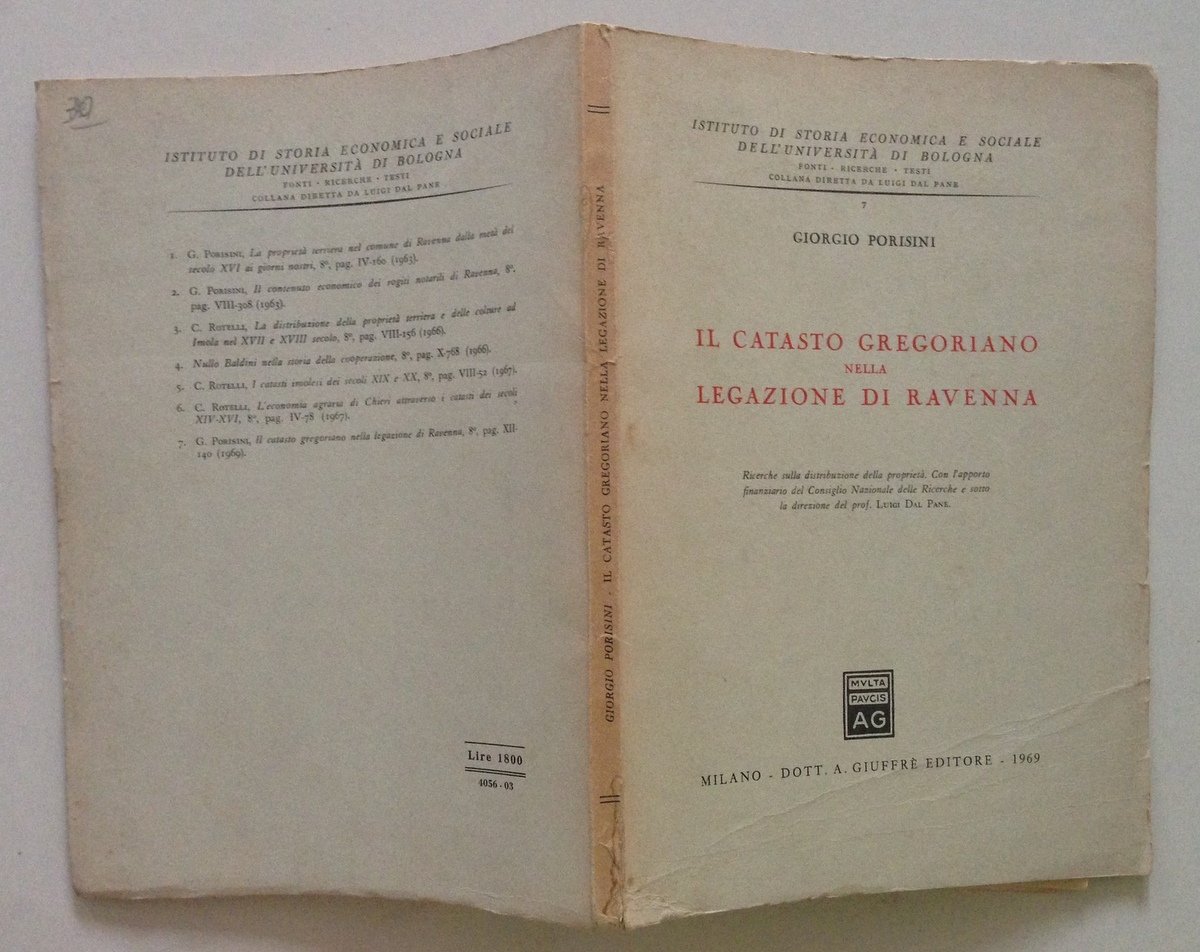 30
ISTITUTO DI STORIA ECONOMICA E SOCIALE
DELL'UNIVERSITÀ DI BOLOGNA
FONTI · RICERCHE · TESTI
COLLANA DIRETTA DA LUIGI DAL PANE
1. G. PORISINI, La proprietà terriera nel comune di Ravenna dalla metà del
secolo XVI ai giorni nostri, 8º, pag. IV-160 (1963).
2. G. PORISINI, Il contenuto economico dei rogiti notarili di Ravenna, 8º,
pag. VIII-308 (1963).
3. C. ROTELLI, La distribuzione della proprietà terriera e delle colture ad
Imola nel XVII e XVIII secolo, 8º, pag. VIII-156 (1966).
4. Nullo Baldini nella storia della cooperazione, 8º, pag. X-768 (1966).
5. C. ROTELLI, I catasti imolesi dei secoli XIX e XX, 8º, pag. VIII-52 (1967).
6. C. ROTELLI, L'economia agraria di Chieri attraverso i catasti dei secoli
XIV-XVI, 8º, pag. IV-78 (1967).
7. G. PORISINI, Il catasto gregoriano nella legazione di Ravenna, 8º, pag. XII-
140 (1969).
Lire 1800
4056-03
GIORGIO PORISINI - IL CATASTO GREGORIANO NELLA LEGAZIONE DI RAVENNA
ISTITUTO DI STORIA ECONOMICA E SOCIALE
DELL'UNIVERSITÀ DI BOLOGNA
FONTI · RICERCHE · TESTI
COLLANA DIRETTA DA LUIGI DAL PANE
7
GIORGIO PORISINI
IL CATASTO GREGORIANO
NELLA
LEGAZIONE DI RAVENNA
Ricerche sulla distribuzione della proprietà. Con l'apporto
finanziario del Consiglio Nazionale delle Ricerche e sotto
la direzione del prof. LUIGI DAL PANE.
MVLTA
PAVCIS
AG
MILANO - DOTT. A. GIUFFRÈ EDITORE - 1969